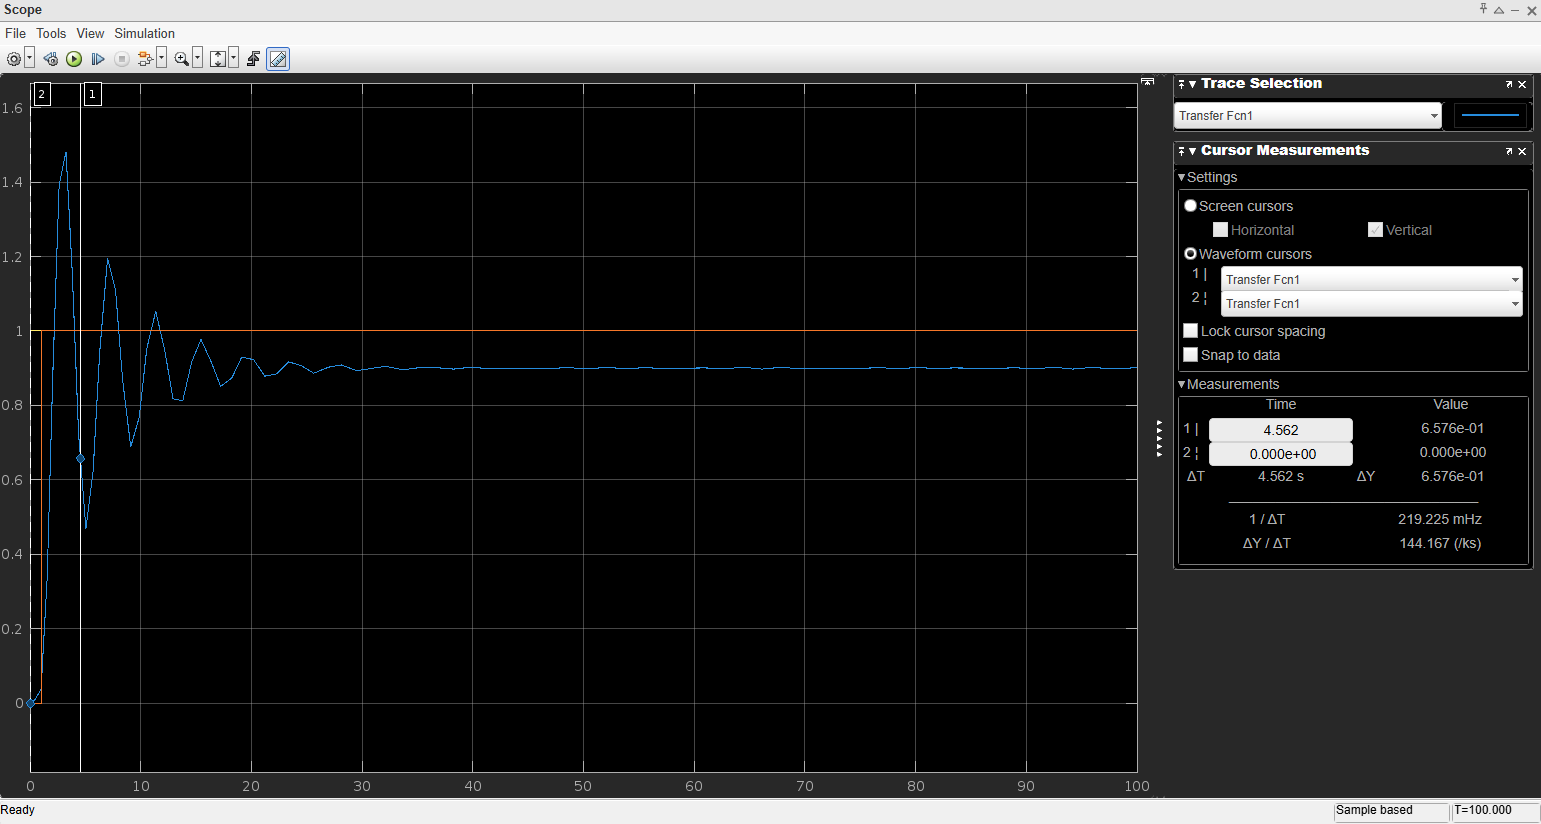 Scope
File Tools View Simulation
2 1
1.6
1.4
1.2
1
0.8
0.6
0.4
0.2
0
0 10 20 30 40 50 60 70 80 90 100
Trace Selection
Transfer Fcn1
Cursor Measurements
Settings
Screen cursors
Horizontal Vertical
Waveform cursors
1 | Transfer Fcn1
2 ¦ Transfer Fcn1
Lock cursor spacing
Snap to data
Measurements
Time Value
1 | 4.562 6.576e-01
2 ¦ 0.000e+00 0.000e+00
ΔT 4.562 s ΔY 6.576e-01
1 / ΔT 219.225 mHz
ΔY / ΔT 144.167 (/ks)
Ready Sample based T=100.000